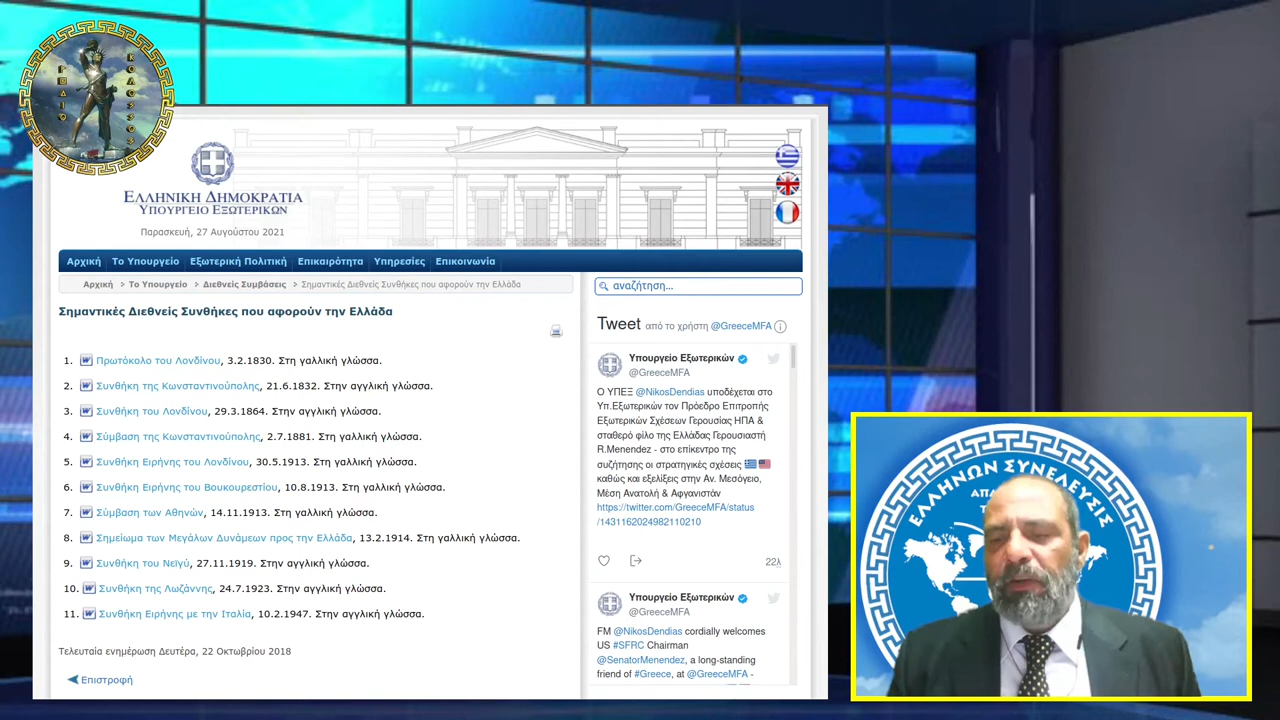 ΡΑΔΙΟ
ΚΟΛΟΣΣΟΣ
ΕΛΛΗΝΙΚΗ ΔΗΜΟΚΡΑΤΙΑ
ΥΠΟΥΡΓΕΙΟ ΕΞΩΤΕΡΙΚΩΝ
Παρασκευή, 27 Αυγούστου 2021
Αρχική Το Υπουργείο Εξωτερική Πολιτική Επικαιρότητα Υπηρεσίες Επικοινωνία
Αρχική > Το Υπουργείο > Διεθνείς Συμβάσεις > Σημαντικές Διεθνείς Συνθήκες που αφορούν την Ελλάδα
Σημαντικές Διεθνείς Συνθήκες που αφορούν την Ελλάδα
1. Πρωτόκολο του Λονδίνου, 3.2.1830. Στη γαλλική γλώσσα.
2. Συνθήκη της Κωνσταντινούπολης, 21.6.1832. Στην αγγλική γλώσσα.
3. Συνθήκη του Λονδίνου, 29.3.1864. Στην αγγλική γλώσσα.
4. Σύμβαση της Κωνσταντινούπολης, 2.7.1881. Στη γαλλική γλώσσα.
5. Συνθήκη Ειρήνης του Λονδίνου, 30.5.1913. Στη γαλλική γλώσσα.
6. Συνθήκη Ειρήνης του Βουκουρεστίου, 10.8.1913. Στη γαλλική γλώσσα.
7. Σύμβαση των Αθηνών, 14.11.1913. Στη γαλλική γλώσσα.
8. Σημείωμα των Μεγάλων Δυνάμεων προς την Ελλάδα, 13.2.1914. Στη γαλλική γλώσσα.
9. Συνθήκη του Νεϊγύ, 27.11.1919. Στην αγγλική γλώσσα.
10. Συνθήκη της Λωζάννης, 24.7.1923. Στην αγγλική γλώσσα.
11. Συνθήκη Ειρήνης με την Ιταλία, 10.2.1947. Στην αγγλική γλώσσα.
Τελευταία ενημέρωση Δευτέρα, 22 Οκτωβρίου 2018
Επιστροφή
αναζήτηση...
Tweet από το χρήστη @GreeceMFA
Υπουργείο Εξωτερικών
@GreeceMFA
Ο ΥΠΕΞ @NikosDendias υποδέχεται στο
Υπ.Εξωτερικών τον Πρόεδρο Επιτροπής
Εξωτερικών Σχέσεων Γερουσίας ΗΠΑ &
σταθερό φίλο της Ελλάδας Γερουσιαστή
R.Menendez - στο επίκεντρο της
συζήτησης οι στρατηγικές σχέσεις
καθώς και εξελίξεις στην Αν. Μεσόγειο,
Μέση Ανατολή & Αφγανιστάν
https://twitter.com/GreeceMFA/status
/1431162024982110210
22λ
Υπουργείο Εξωτερικών
@GreeceMFA
FM @NikosDendias cordially welcomes
US #SFRC Chairman
@SenatorMenendez, a long-standing
friend of #Greece, at @GreeceMFA -
ΕΛΛΗΝΩΝ ΣΥΝΕΛΕΥΣΙΣ